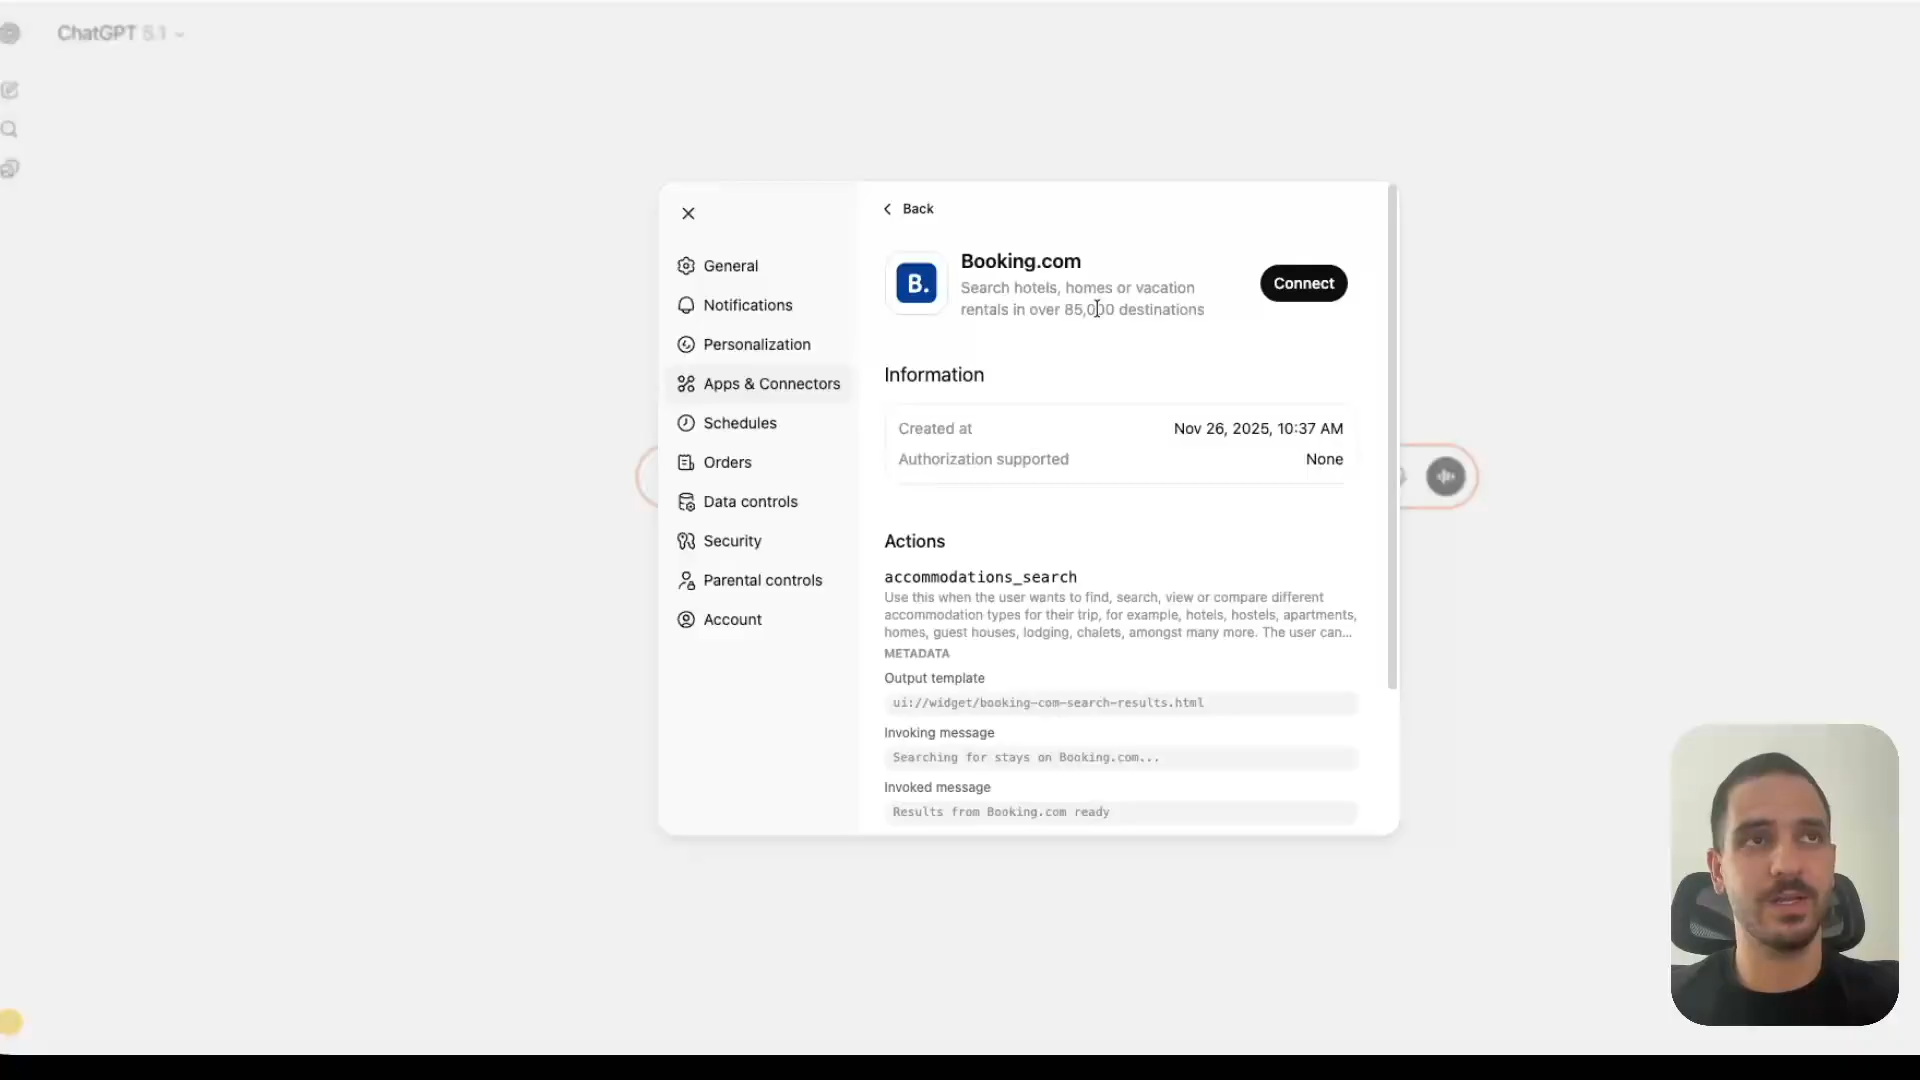 ChatGPT 5.1
Back
Booking.com
Search hotels, homes or vacation
rentals in over 85,000 destinations
B.
Connect
General
Notifications
Personalization
Apps & Connectors
Schedules
Orders
Data controls
Security
Parental controls
Account
Information
Created at
Nov 26, 2025, 10:37 AM
Authorization supported
None
Actions
accommodations_search
Use this when the user wants to find, search, view or compare different
accommodation types for their trip, for example, hotels, hostels, apartments,
homes, guest houses, lodging, chalets, amongst many more. The user can...
METADATA
Output template
ui://widget/booking-com-search-results.html
Invoking message
Searching for stays on Booking.com...
Invoked message
Results from Booking.com ready